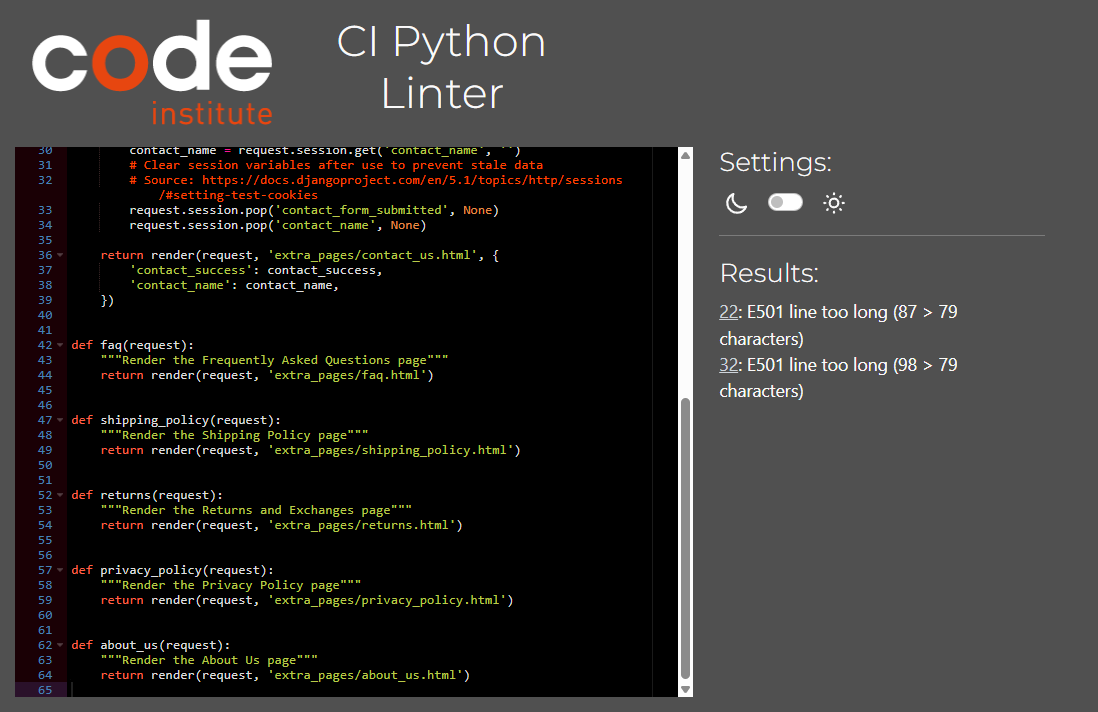 code
institute
CI Python
Linter
30 contact_name = request.session.get('contact_name', '')
31 # Clear session variables after use to prevent stale data
32 # Source: https://docs.djangoproject.com/en/5.1/topics/http/sessions
/#setting-test-cookies
33 request.session.pop('contact_form_submitted', None)
34 request.session.pop('contact_name', None)
35
36 return render(request, 'extra_pages/contact_us.html', {
37 'contact_success': contact_success,
38 'contact_name': contact_name,
39 })
40
41
42 def faq(request):
43 """Render the Frequently Asked Questions page"""
44 return render(request, 'extra_pages/faq.html')
45
46
47 def shipping_policy(request):
48 """Render the Shipping Policy page"""
49 return render(request, 'extra_pages/shipping_policy.html')
50
51
52 def returns(request):
53 """Render the Returns and Exchanges page"""
54 return render(request, 'extra_pages/returns.html')
55
56
57 def privacy_policy(request):
58 """Render the Privacy Policy page"""
59 return render(request, 'extra_pages/privacy_policy.html')
60
61
62 def about_us(request):
63 """Render the About Us page"""
64 return render(request, 'extra_pages/about_us.html')
65
Settings:
Results:
22: E501 line too long (87 > 79
characters)
32: E501 line too long (98 > 79
characters)